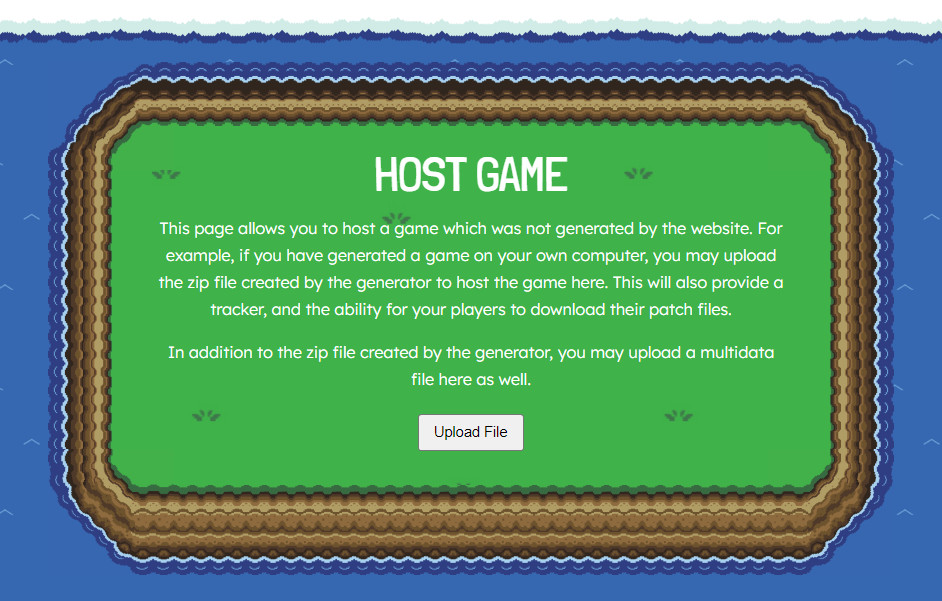 HOST GAME
This page allows you to host a game which was not generated by the website. For
example, if you have generated a game on your own computer, you may upload
the zip file created by the generator to host the game here. This will also provide a
tracker, and the ability for your players to download their patch files.
In addition to the zip file created by the generator, you may upload a multidata
file here as well.
Upload File